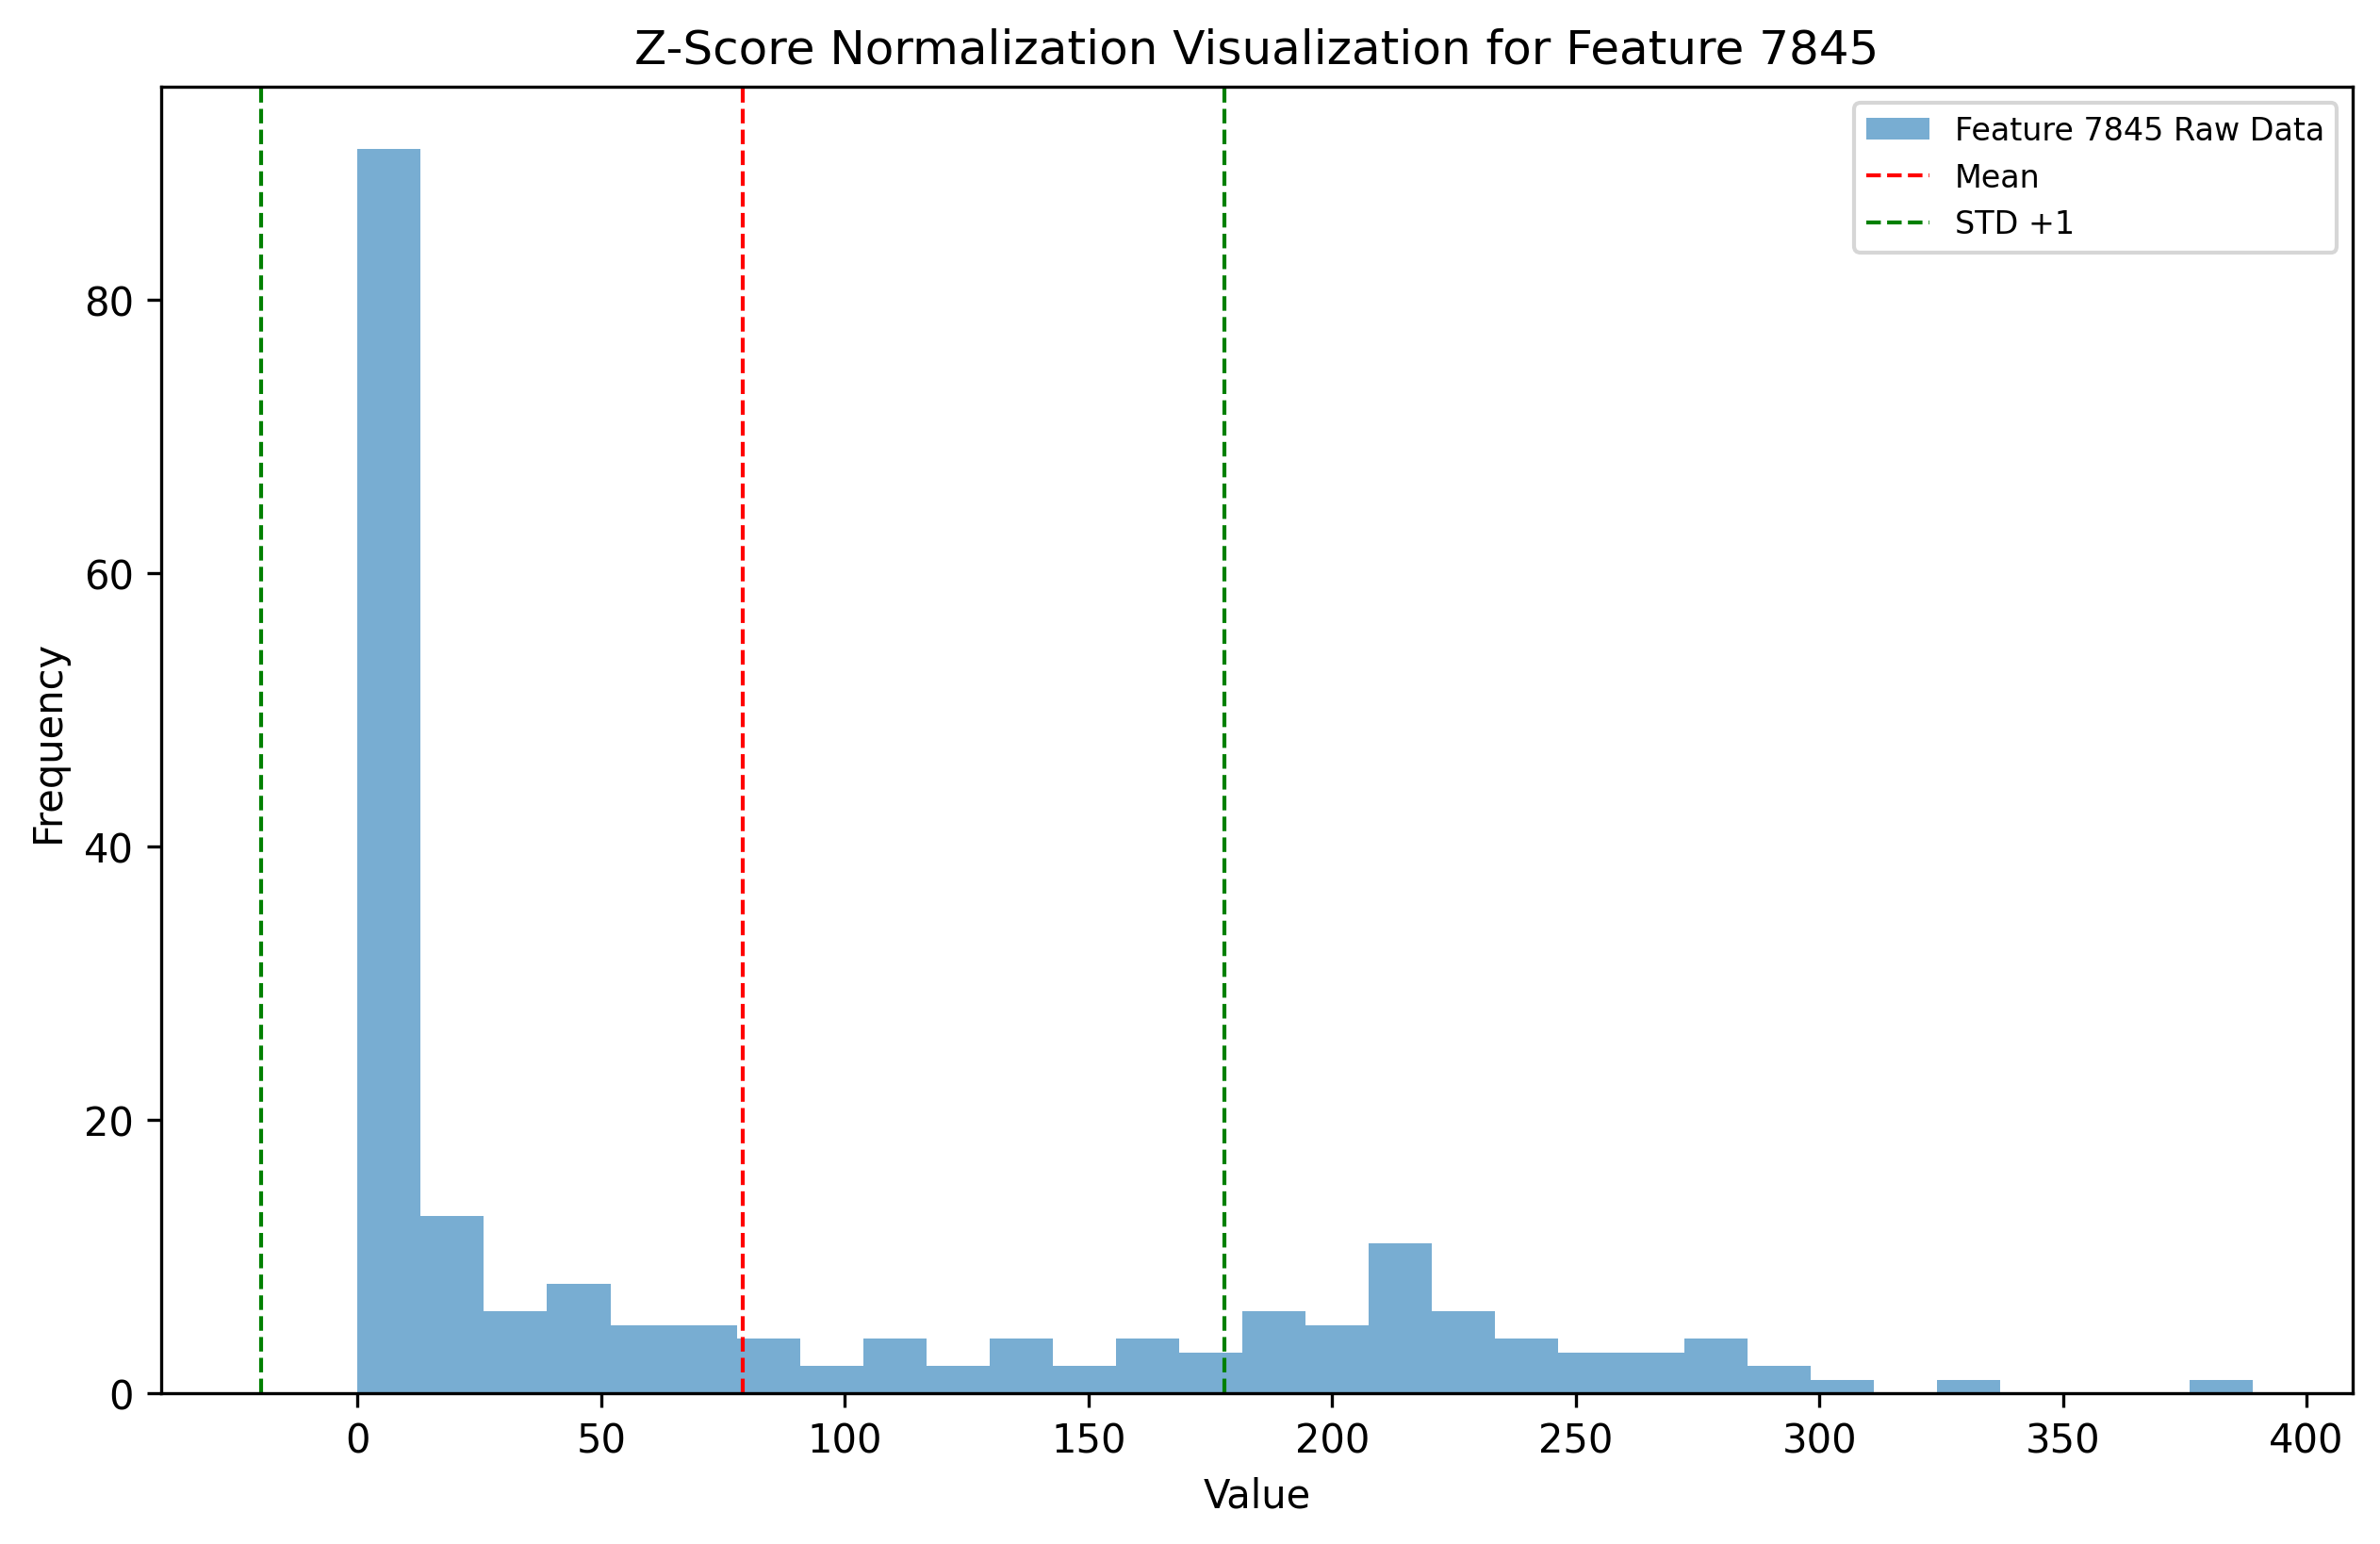 Z-Score Normalization Visualization for Feature 7845
Feature 7845 Raw Data
Mean
STD +1
80
60
40
20
0
Frequency
0 50 100 150 200 250 300 350 400
Value